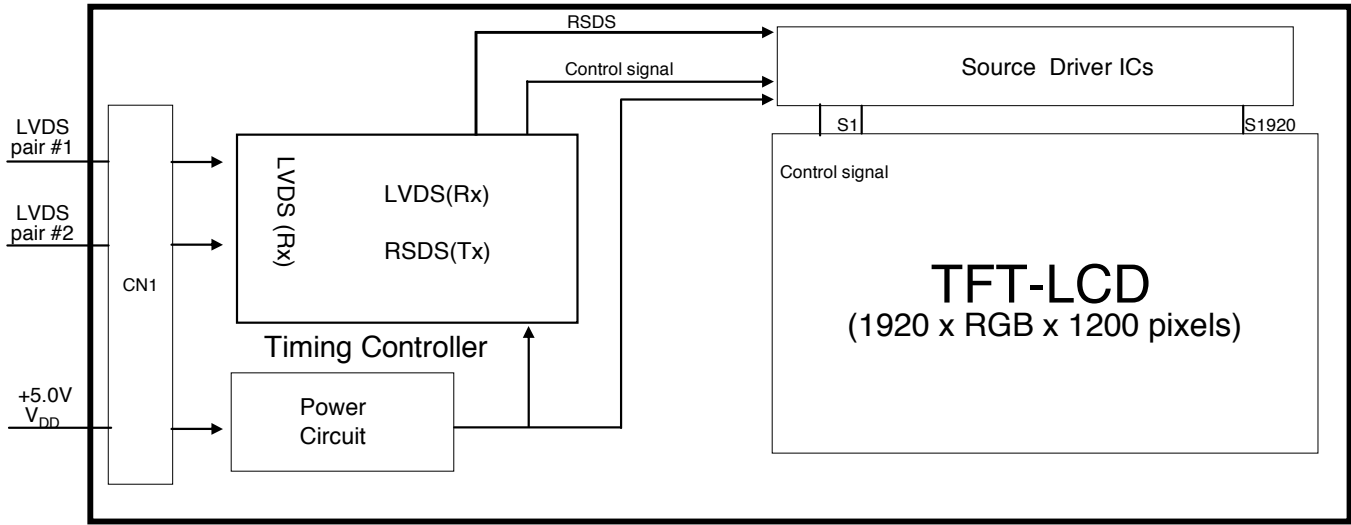 RSDS
Control signal
Source  Driver ICs
S1
S1920
LVDS
pair #1
LVDS
pair #2
CN1
LVDS (Rx)
LVDS(Rx)
RSDS(Tx)
Timing Controller
Control signal
TFT-LCD
(1920 x RGB x 1200 pixels)
+5.0V
VDD
Power
Circuit